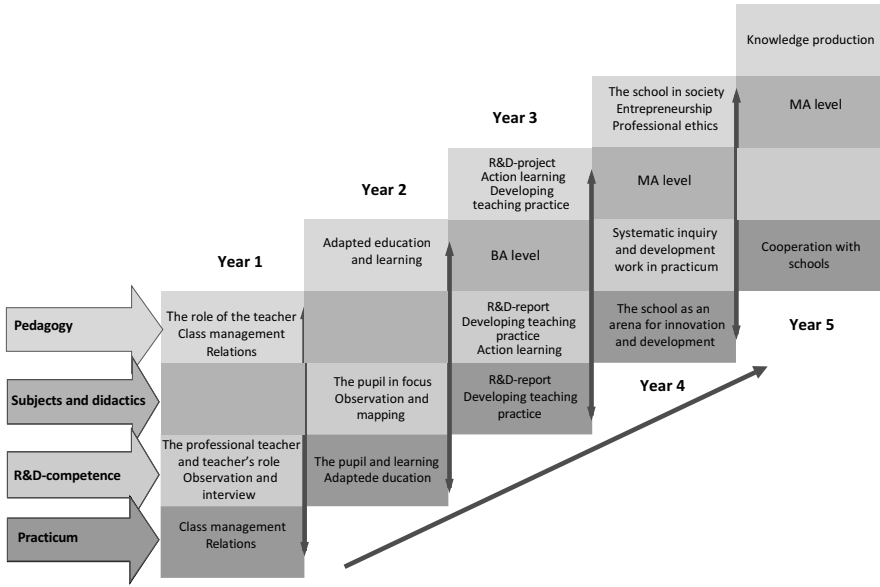 Knowledge production
The school in society
Entrepreneurship
Professional ethics
MA level
Year 3
R&D-project
Action learning
Developing
teaching practice
MA level
Year 2
Adapted education
and learning
BA level
Systematic inquiry
and development
work in practicum
Cooperation with
schools
Year 1
Pedagogy
The role of the teacher
Class management
Relations
R&D-report
Developing teaching
practice
Action learning
The school as an
arena for innovation
and development
Year 5
Subjects and didactics
The pupil in focus
Observation and
mapping
R&D-report
Developing teaching
practice
Year 4
R&D-competence
The professional teacher
and teacher's role
Observation and
interview
The pupil and learning
Adaptede ducation
Practicum
Class management
Relations